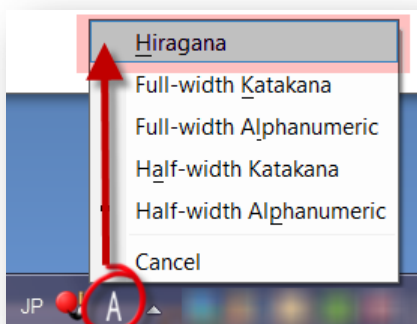 Hiragana
Full-width Katakana
Full-width Alphanumeric
Half-width Katakana
Half-width Alphanumeric
Cancel
JP A